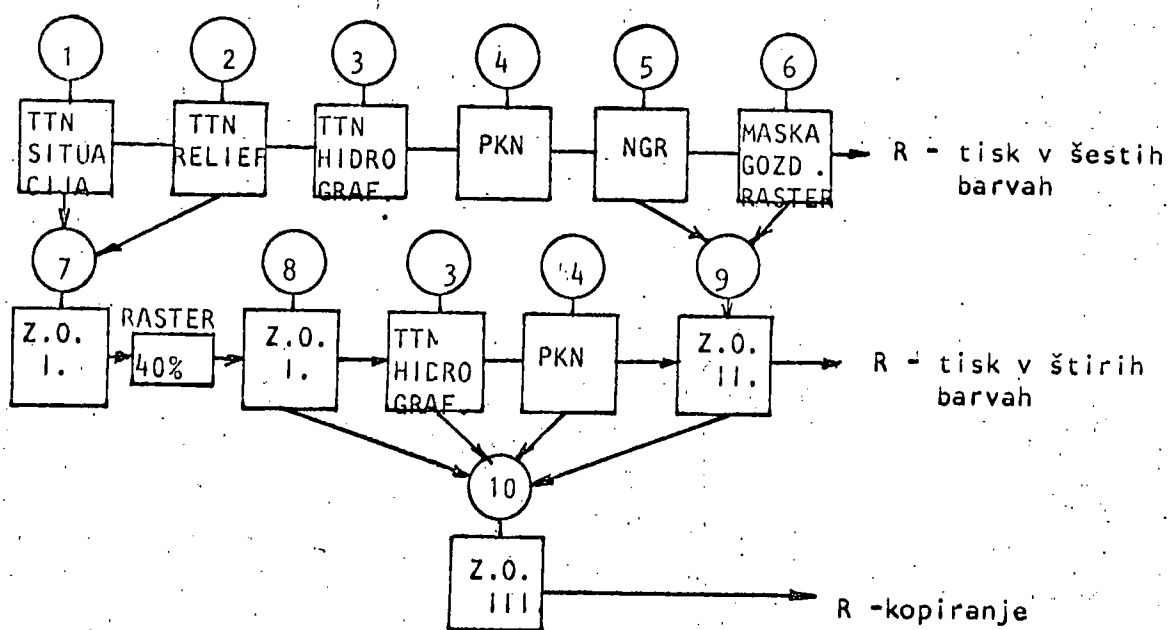 1
2
3
4
5
6
TTN
SITUA
CIJA
TTN
RELIEF
TTN
HIDRO
GRAF.
PKN
NGR
MASKA
GOZD.
RASTER
R - tisk v šestih
barvah
7
8
3
4
9
Z.O.
I.
RASTER
40%
Z.O.
I.
TTN
HIDRO
GRAF.
PKN
Z.O.
II.
R - tisk v štirih
barvah
10
Z.O.
III
R -kopiranje